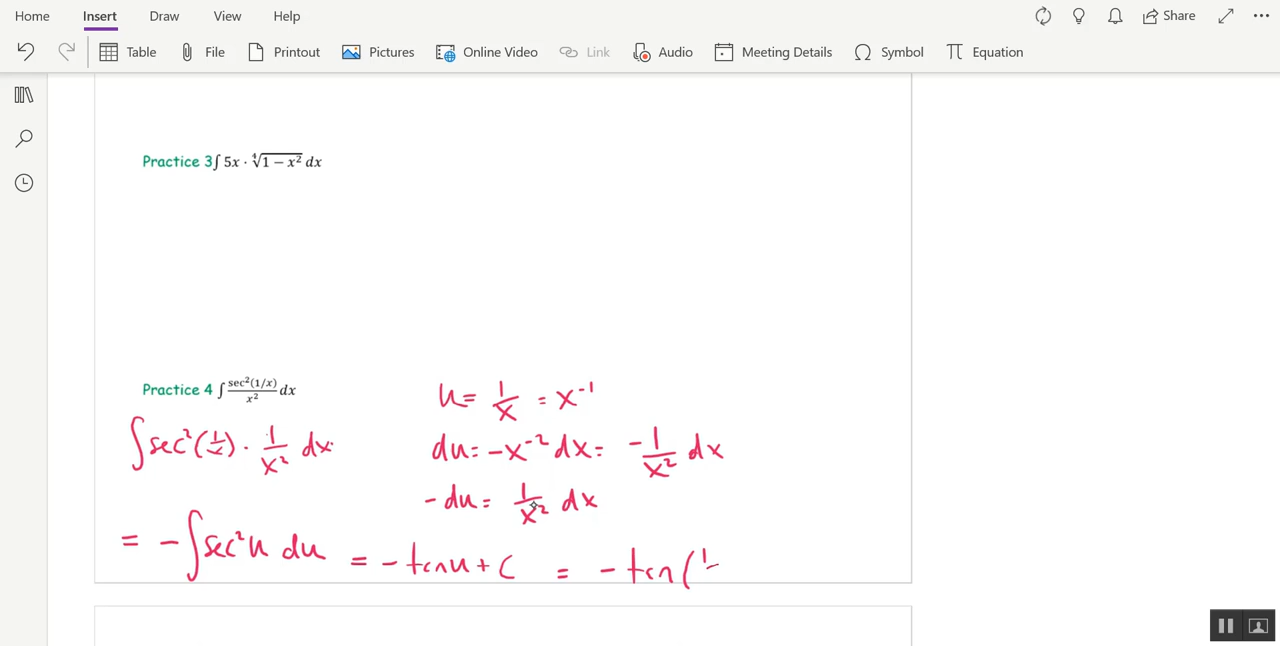 Home Insert Draw View Help Share
Table File Printout Pictures Online Video Link Audio Meeting Details Symbol Equation
Practice 3 ∫ 5x · ∜(1 − x²) dx
Practice 4 ∫ sec²(1/x)/x² dx
u = 1/x = x⁻¹
∫ sec²(1/x) · 1/x² dx
du = -x⁻² dx = -1/x² dx
-du = 1/x² dx
= -∫ sec²u du = -tan u + C = -tan(1